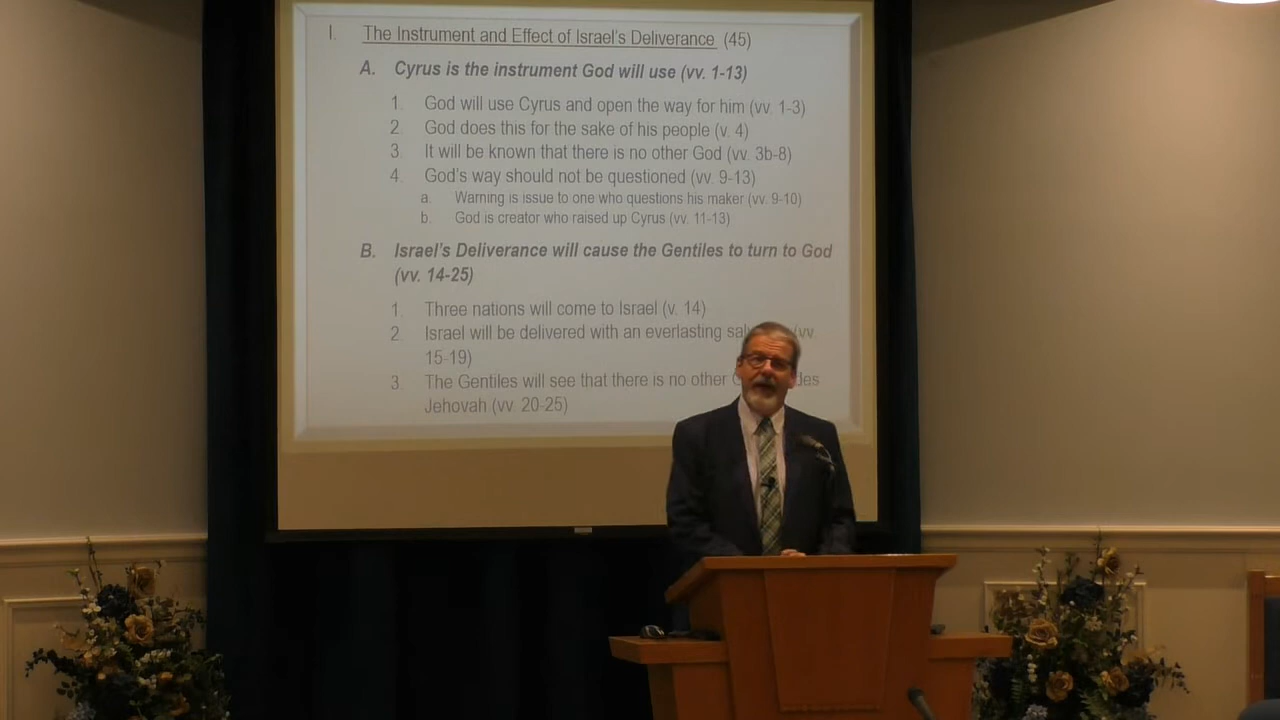 I. The Instrument and Effect of Israel's Deliverance (45)
A. Cyrus is the instrument God will use (vv. 1-13)
1. God will use Cyrus and open the way for him (vv. 1-3)
2. God does this for the sake of his people (v. 4)
3. It will be known that there is no other God (vv. 3b-8)
4. God's way should not be questioned (vv. 9-13)
a. Warning is issue to one who questions his maker (vv. 9-10)
b. God is creator who raised up Cyrus (vv. 11-13)
B. Israel's Deliverance will cause the Gentiles to turn to God
(vv. 14-25)
1. Three nations will come to Israel (v. 14)
2. Israel will be delivered with an everlasting (vv.
15-19)
3. The Gentiles will see that there is no other
Jehovah (vv. 20-25)